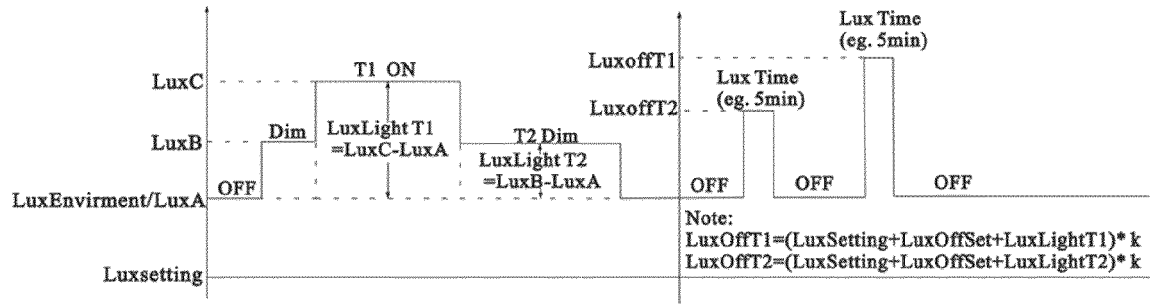 LuxC
LuxB
LuxEnvirment/LuxA
Luxsetting
OFF
Dim
T1 ON
LuxLight T1
=LuxC-LuxA
T2 Dim
LuxLight T2
=LuxB-LuxA
LuxoffT1
LuxoffT2
Lux Time
(eg. 5min)
Lux Time
(eg. 5min)
OFF
OFF
OFF
Note:
LuxOffT1=(LuxSetting+LuxOffSet+LuxLightT1)* k
LuxOffT2=(LuxSetting+LuxOffSet+LuxLightT2)* k